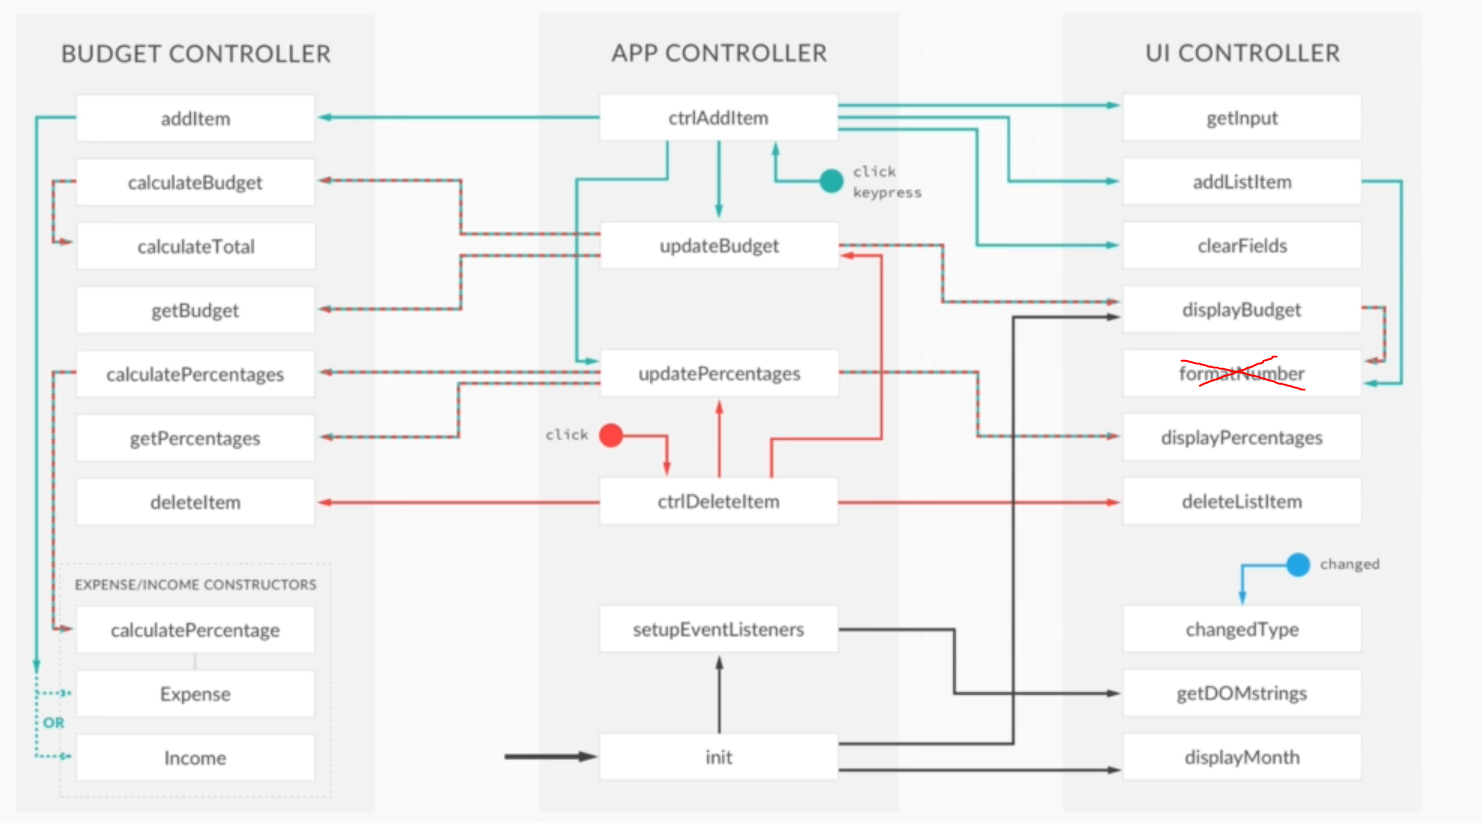 BUDGET CONTROLLER
addItem
calculateBudget
calculateTotal
getBudget
calculatePercentages
getPercentages
deleteItem
EXPENSE/INCOME CONSTRUCTORS
calculatePercentage
Expense
OR
Income
APP CONTROLLER
ctrlAddItem
click
keypress
updateBudget
updatePercentages
click
ctrlDeleteItem
setupEventListeners
init
UI CONTROLLER
getInput
addListItem
clearFields
displayBudget
formatNumber
displayPercentages
deleteListItem
changed
changedType
getDOMstrings
displayMonth